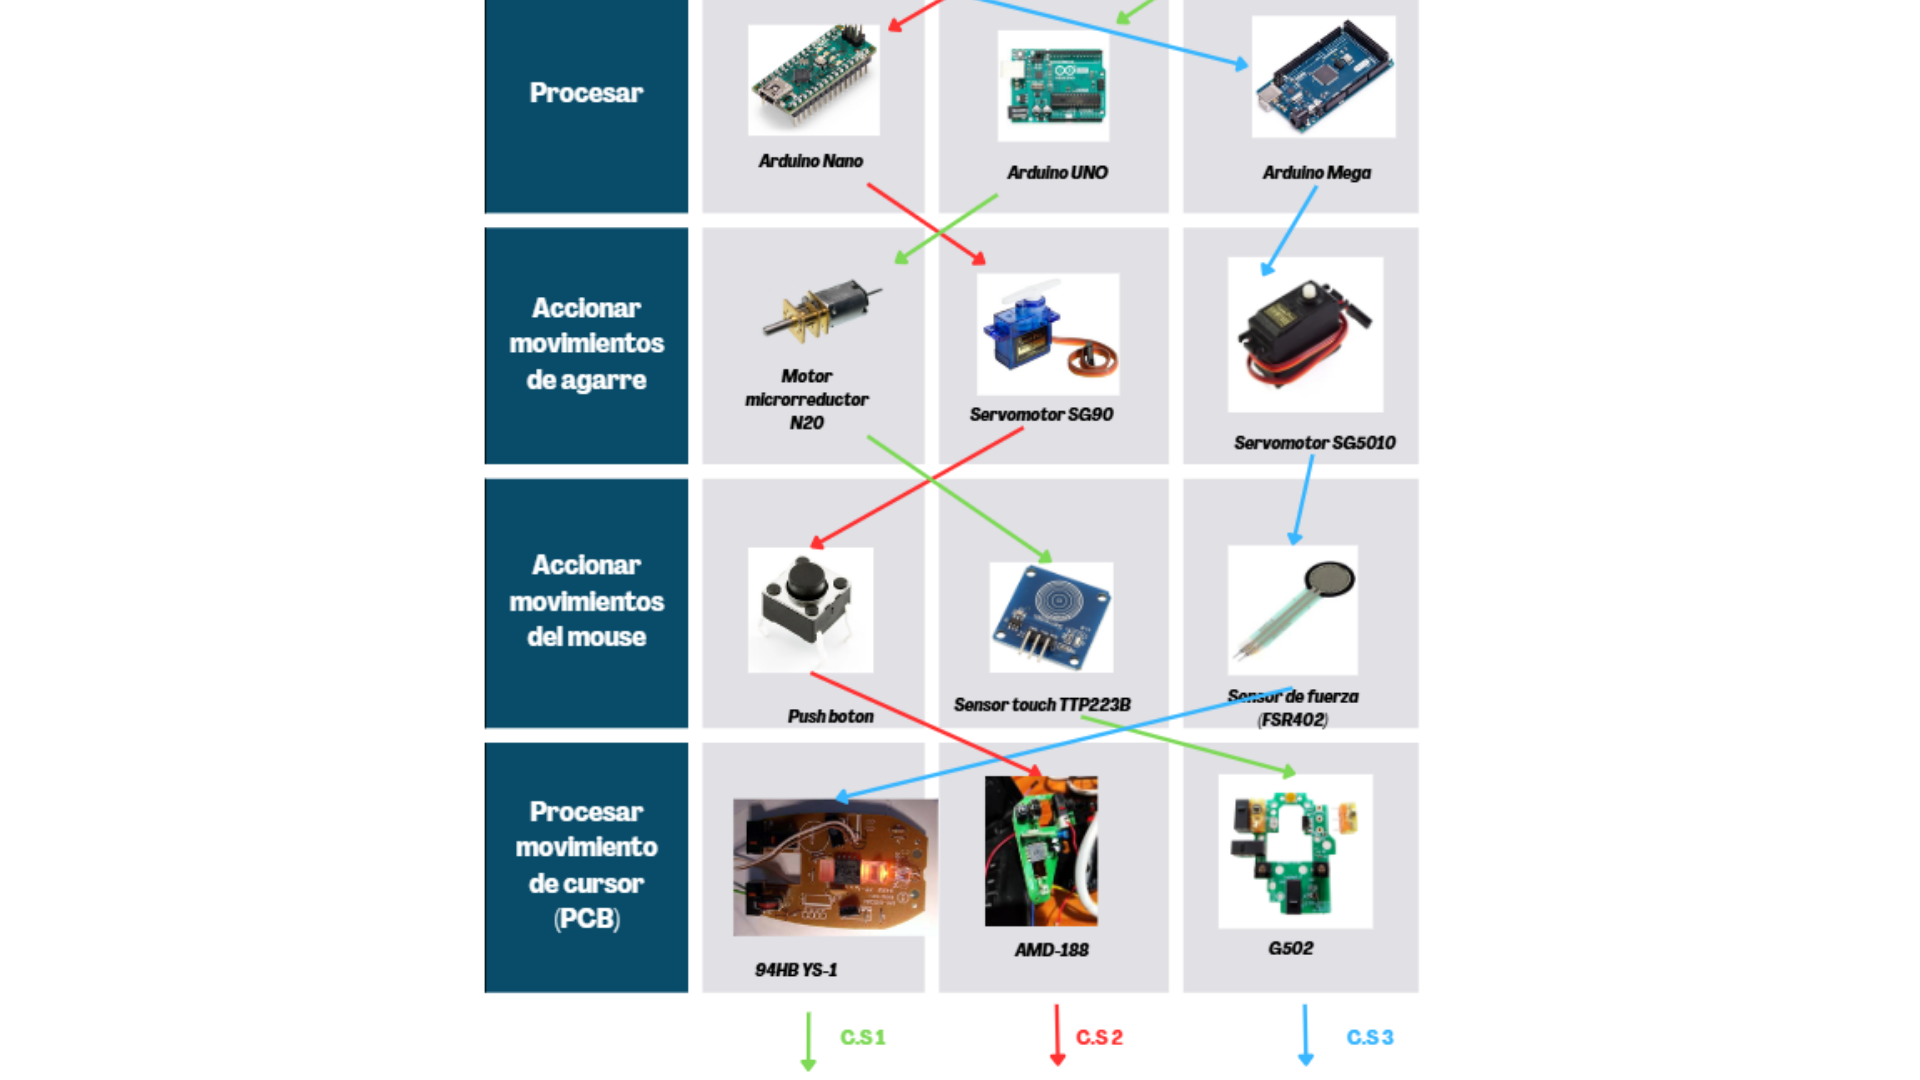 Procesar
Arduino Nano
Arduino UNO
Arduino Mega
Accionar
movimientos
de agarre
Motor
microrreductor
N20
Servomotor SG90
Servomotor SG5010
Accionar
movimientos
del mouse
Push boton
Sensor touch TTP223B
Sensor de fuerza
(FSR402)
Procesar
movimiento
de cursor
(PCB)
94HB YS-1
AMD-188
G502
C.S 1
C.S 2
C.S 3